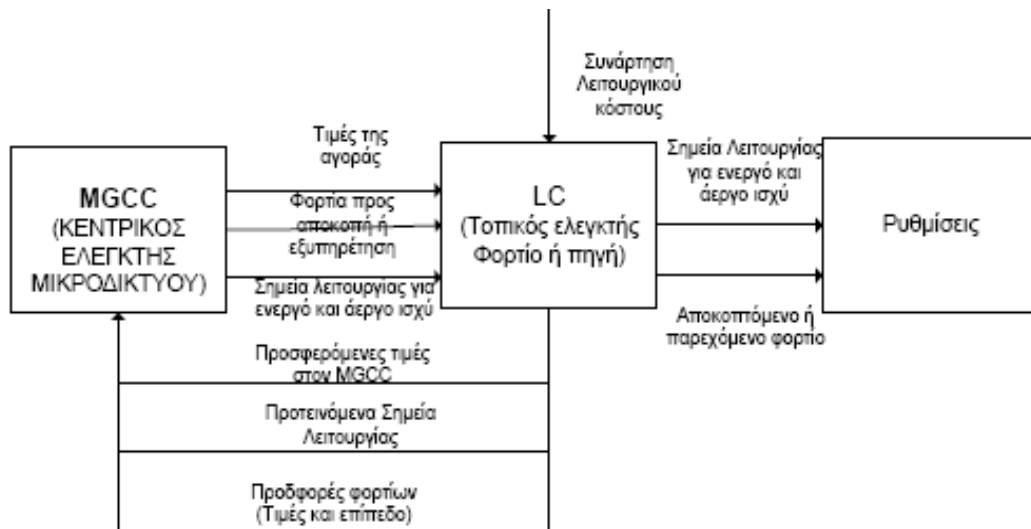 Συνάρτηση
Λειτουργικού
κόστους
Τιμές της
αγοράς
Σημεία Λειτουργίας
για ενεργό και
άεργο ισχύ
MGCC
(ΚΕΝΤΡΙΚΟΣ
ΕΛΕΓΚΤΗΣ
ΜΙΚΡΟΔΙΚΤΥΟΥ)
Φορτία προς
αποκοπή ή
εξυπηρέτηση
LC
(Τοπικός ελεγκτής
Φορτίο ή πηγή)
Ρυθμίσεις
Σημεία λειτουργίας για
ενεργό και άεργο ισχύ
Αποκοπτόμενο ή
παρεχόμενο φορτίο
Προσφερόμενες τιμές
στον MGCC
Προτεινόμενα Σημεία
Λειτουργίας
Προδφορές φορτίων
(Τιμές και επίπεδο)